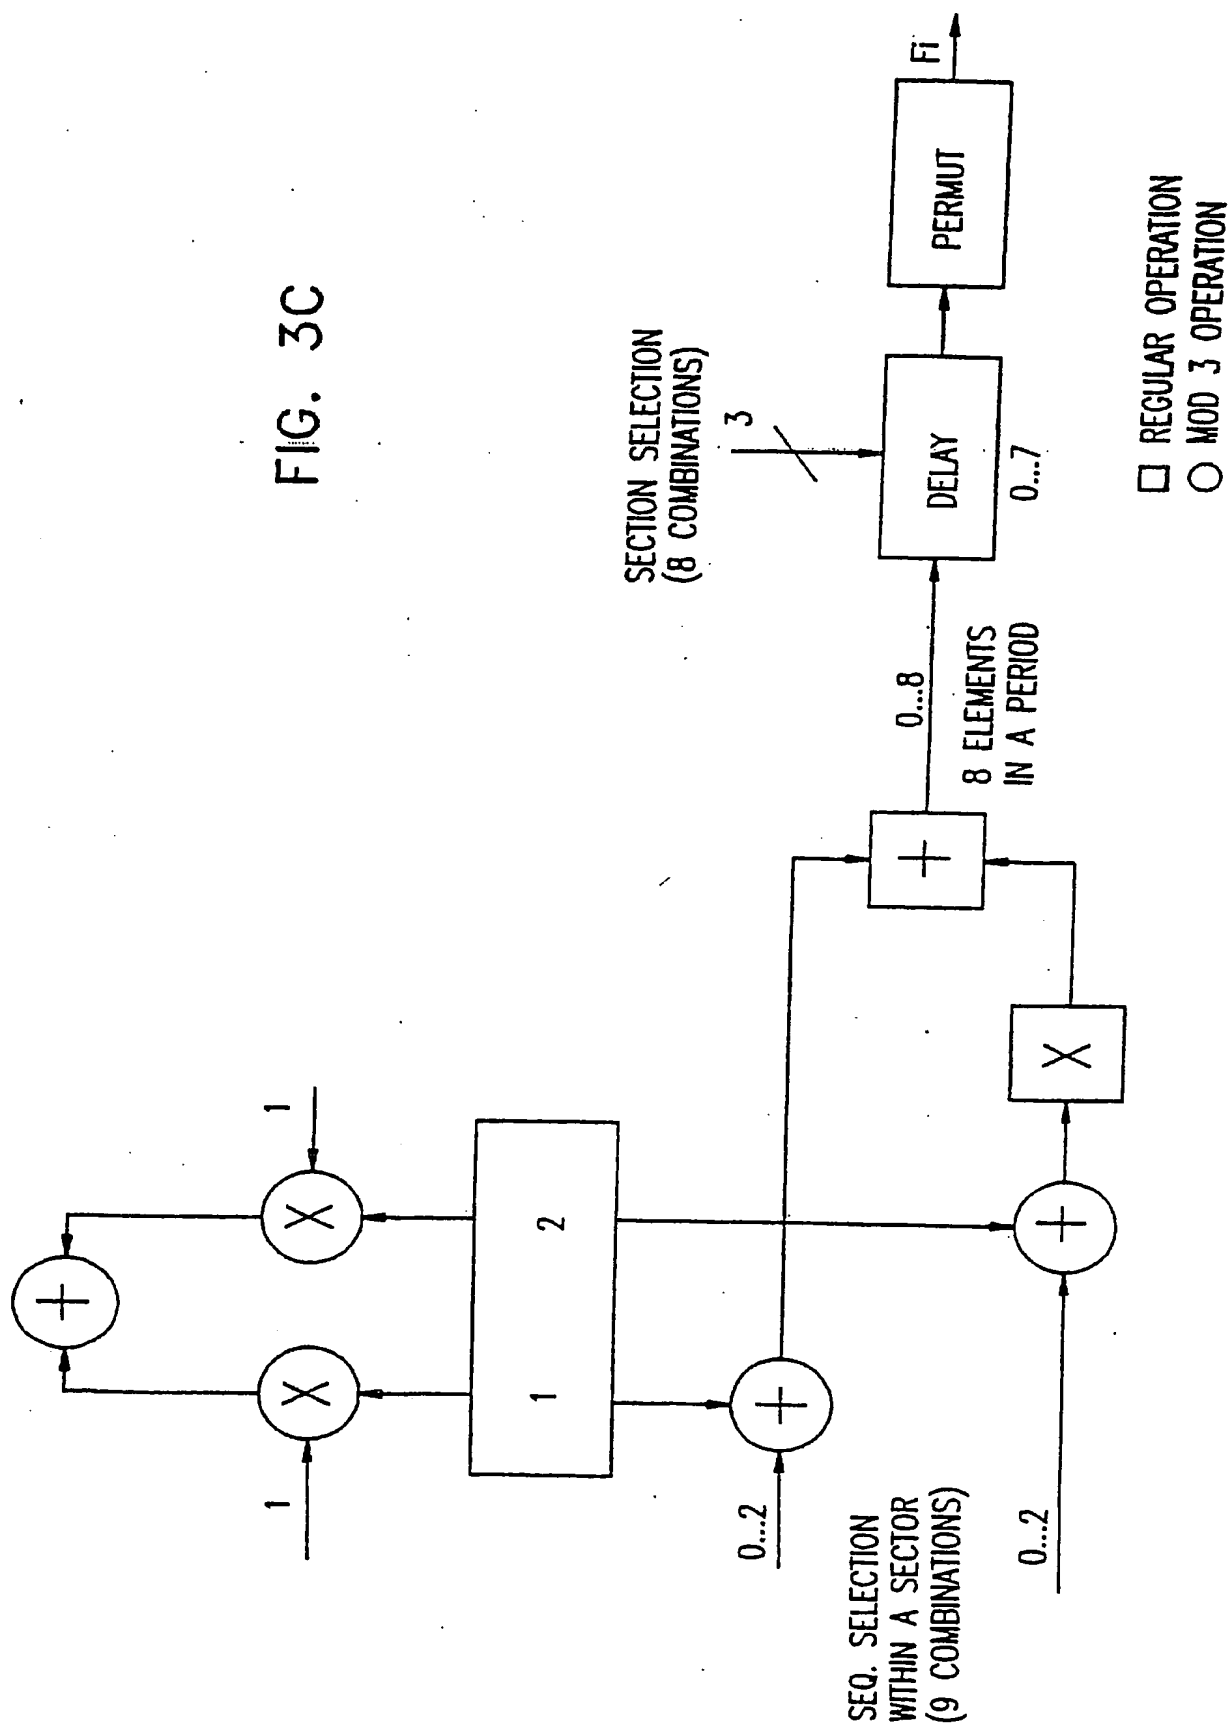 FIG. 3C
1
1
+
X
X
1
2
0...2
+
SEQ. SELECTION
WITHIN A SECTOR
(9 COMBINATIONS)
0...2
+
X
+
0...8
8 ELEMENTS
IN A PERIOD
SECTION SELECTION
(8 COMBINATIONS)
3
DELAY
0...7
PERMUT
Fi
REGULAR OPERATION
MOD 3 OPERATION